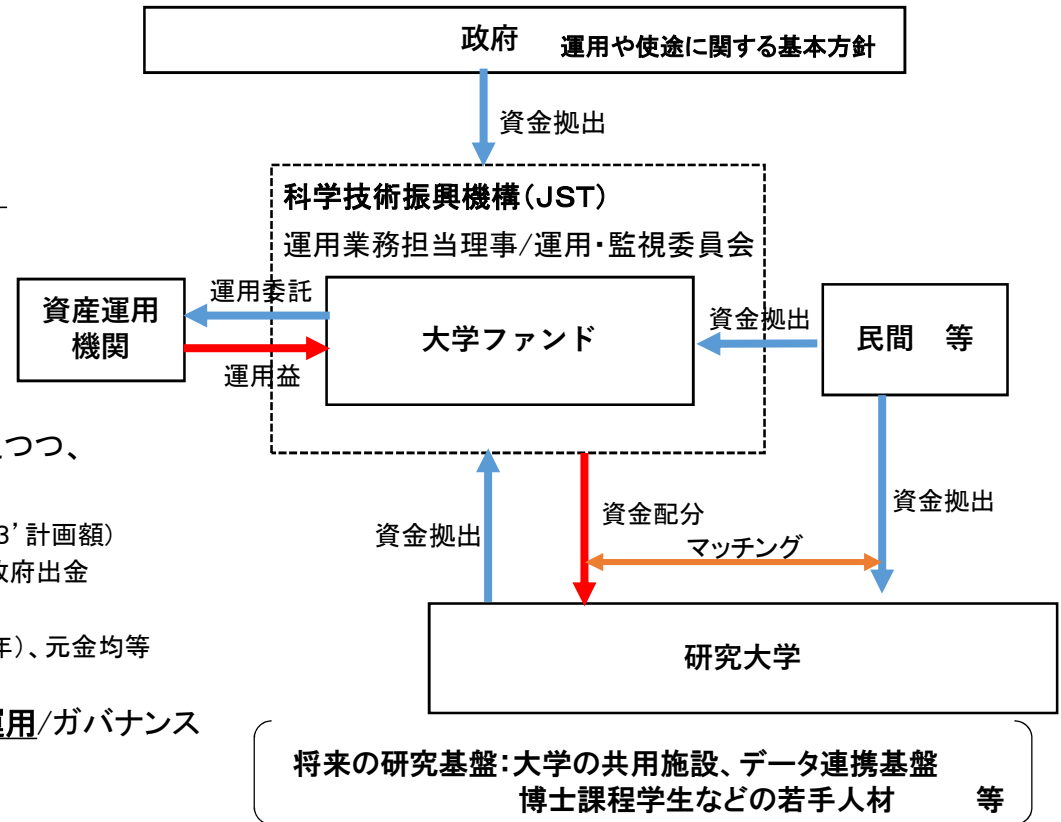 政府 運用や使途に関する基本方針
資金拠出
科学技術振興機構(JST)
運用業務担当理事/運用・監視委員会
資産運用
機関
運用委託
運用益
大学ファンド
資金拠出
民間 等
つつ、
3’計画額)
政府出金
年)、元金均等
運用/ガバナンス
資金拠出
資金配分
マッチング
資金拠出
研究大学
将来の研究基盤:大学の共用施設、データ連携基盤
博士課程学生などの若手人材 等